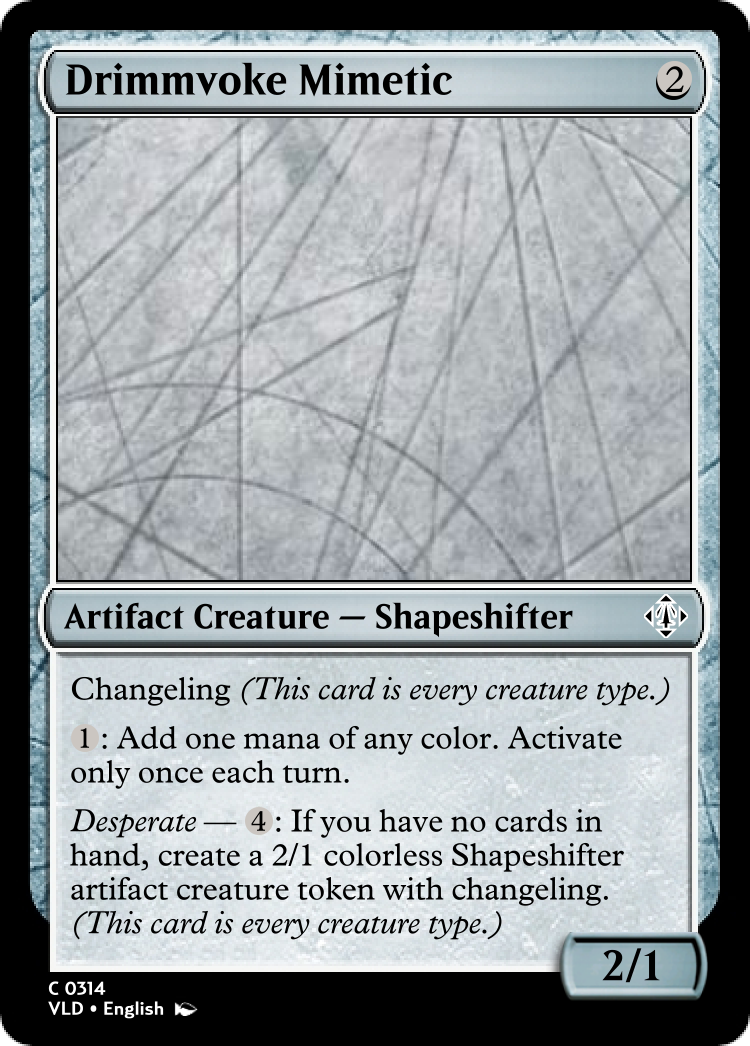 Drimmvoke Mimetic 2
Artifact Creature — Shapeshifter
Changeling (This card is every creature type.)
1: Add one mana of any color. Activate
only once each turn.
Desperate — 4: If you have no cards in
hand, create a 2/1 colorless Shapeshifter
artifact creature token with changeling.
(This card is every creature type.)
2/1
C 0314
VLD • English